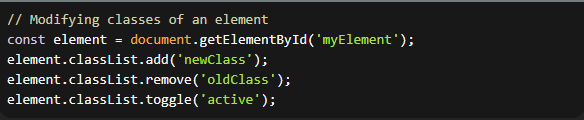 // Modifying classes of an element
const element = document.getElementById('myElement');
element.classList.add('newClass');
element.classList.remove('oldClass');
element.classList.toggle('active');